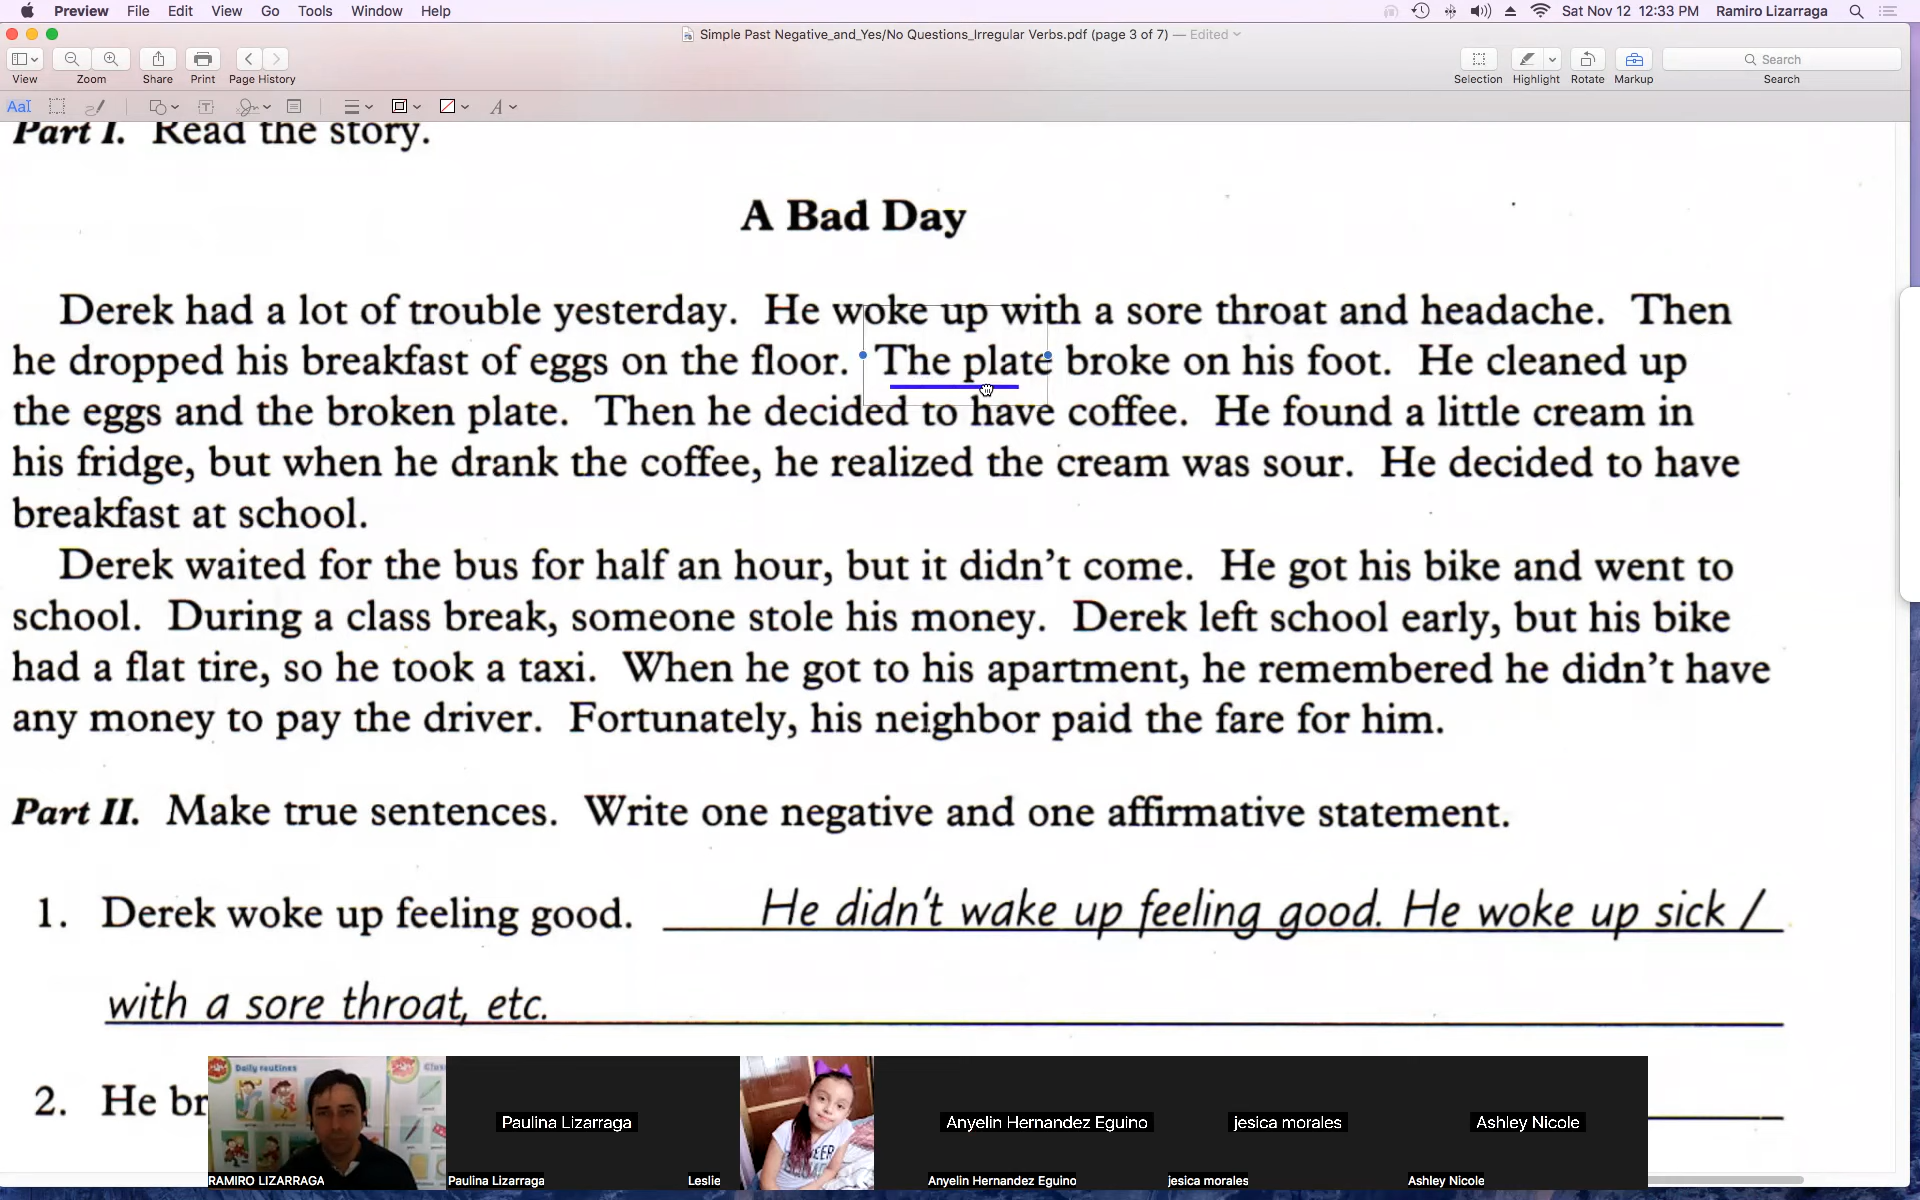 Preview File Edit View Go Tools Window Help Sat Nov 12 12:33 PM Ramiro Lizarraga
Simple Past Negative_and_Yes/No Questions_Irregular Verbs.pdf (page 3 of 7) — Edited
View Zoom Share Print Page History Selection Highlight Rotate Markup Search
Search
AaI T A
Part I. Read the story.
A Bad Day
Derek had a lot of trouble yesterday. He woke up with a sore throat and headache. Then
he dropped his breakfast of eggs on the floor. The plate broke on his foot. He cleaned up
the eggs and the broken plate. Then he decided to have coffee. He found a little cream in
his fridge, but when he drank the coffee, he realized the cream was sour. He decided to have
breakfast at school.
Derek waited for the bus for half an hour, but it didn't come. He got his bike and went to
school. During a class break, someone stole his money. Derek left school early, but his bike
had a flat tire, so he took a taxi. When he got to his apartment, he remembered he didn't have
any money to pay the driver. Fortunately, his neighbor paid the fare for him.
Part II. Make true sentences. Write one negative and one affirmative statement.
1. Derek woke up feeling good. He didn't wake up feeling good. He woke up sick /
with a sore throat, etc.
2. He br
Daily routines
Paulina Lizarraga Anyelin Hernandez Eguino jesica morales Ashley Nicole
RAMIRO LIZARRAGA Paulina Lizarraga Leslie Anyelin Hernandez Eguino jesica morales Ashley Nicole